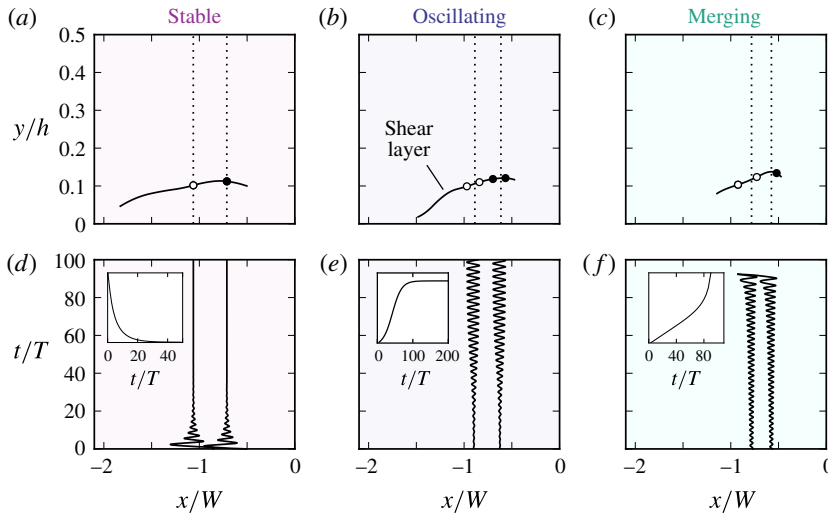 (a) Stable (b) Oscillating (c) Merging
0.5
0.4
0.3
0.2
0.1
0
y/h
Shear
layer
(d) (e) (f)
100
80
60
40
20
0
t/T
0 20 40
t/T
0 100 200
t/T
0 40 80
t/T
−2 −1 0 −2 −1 0 −2 −1 0
x/W x/W x/W